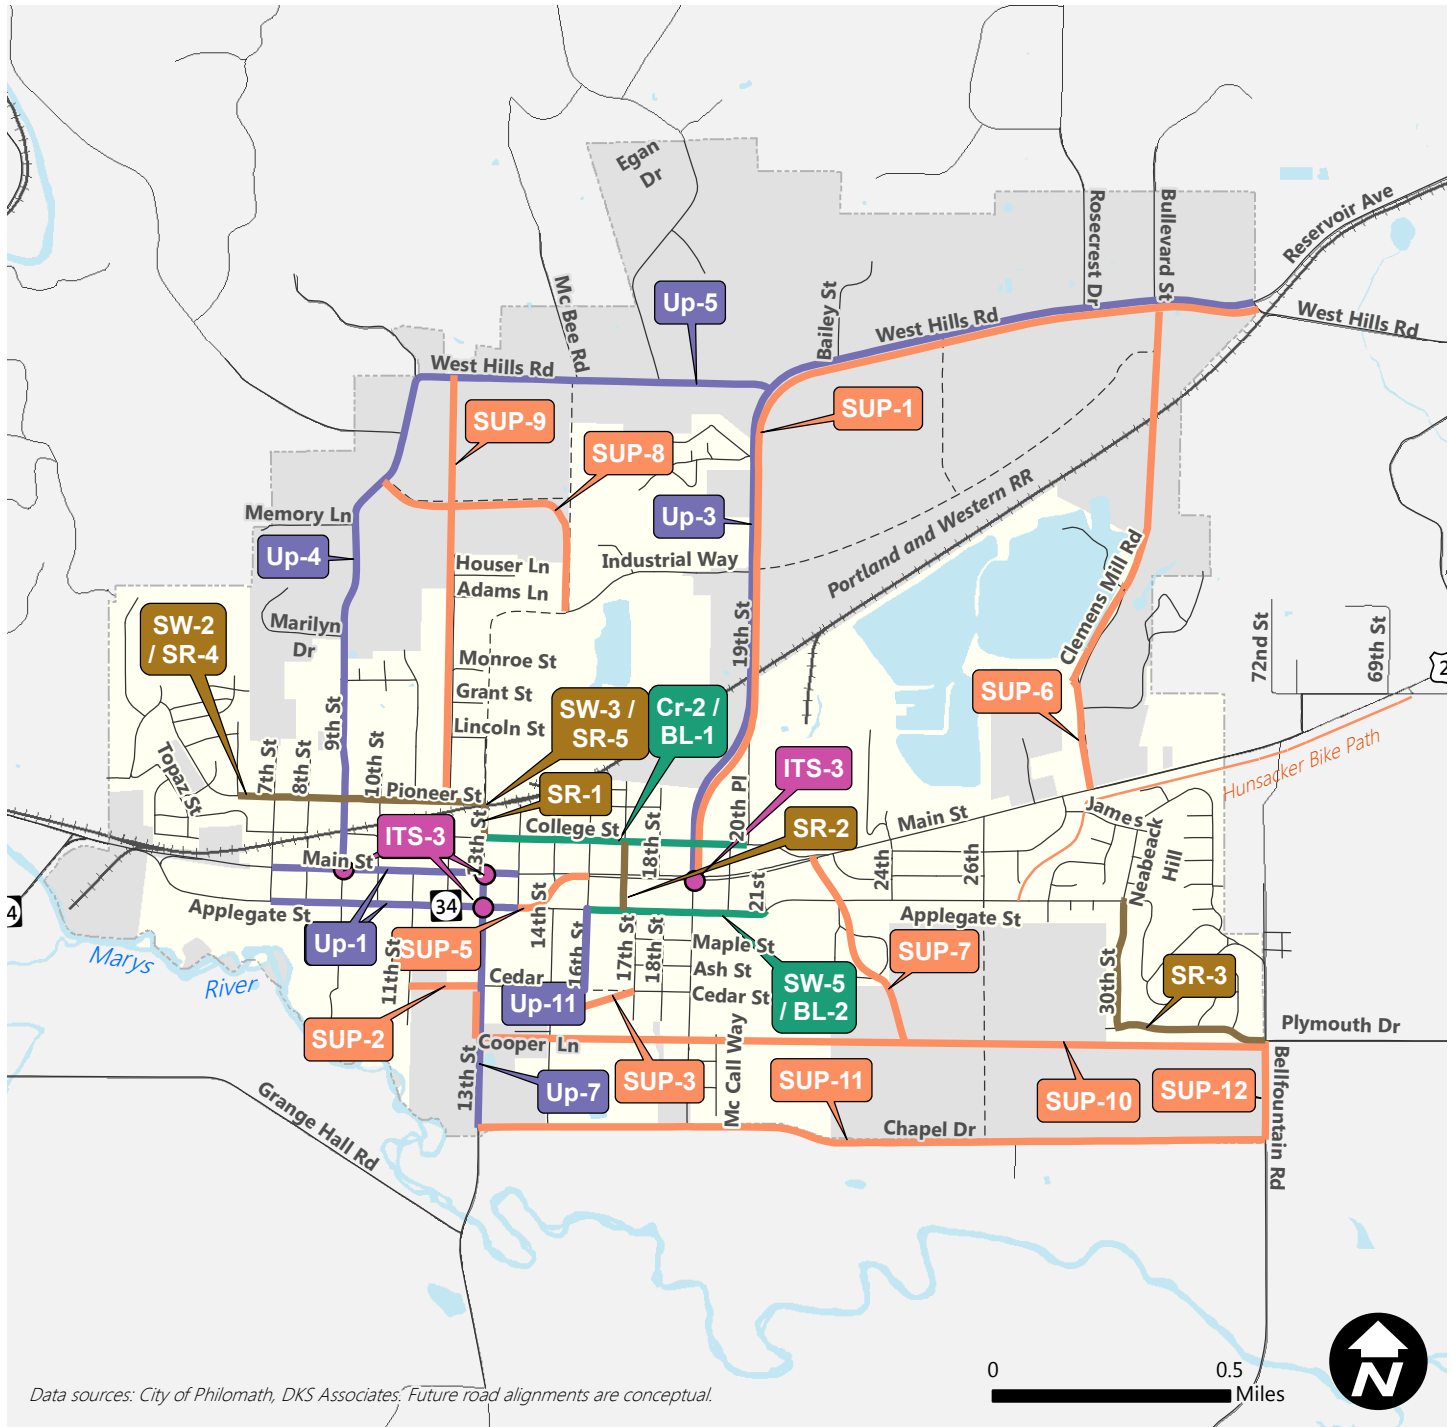 Egan
Dr
Rosecrest Dr
Bullevard St
Reservoir Ave
Mc Bee Rd
Up-5
Bailey St
West Hills Rd
West Hills Rd
West Hills Rd
SUP-9
SUP-1
SUP-8
Portland and Western RR
Memory Ln
Up-3
Up-4
Industrial Way
Houser Ln
Adams Ln
Clemens Mill Rd
SW-2
/ SR-4
Marilyn
Dr
19th St
72nd St
69th St
Monroe St
2
SUP-6
Grant St
SW-3 /
SR-5
Cr-2 /
BL-1
9th St
Lincoln St
Topaz St
7th St
8th St
10th St
ITS-3
Hunsacker Bike Path
Pioneer St
SR-1
20th Pl
SR-2
Main St
James
College St
ITS-3
13th St
18th St
Neabeack
Hill
Main St
24th
26th
34
4
Applegate St
14th St
21st
Applegate St
Up-1
SUP-5
16th St
17th St
18th St
Maple St
SUP-7
Marys
River
11th St
Cedar
Ash St
SW-5
/ BL-2
30th St
SR-3
Up-11
Cedar St
SUP-2
Plymouth Dr
Cooper Ln
13th St
Up-7
SUP-3
Mc Call Way
SUP-11
SUP-10
SUP-12
Bellfountain Rd
Grange Hall Rd
Chapel Dr
N
0
0.5
Miles
Data sources: City of Philomath, DKS Associates. Future road alignments are conceptual.